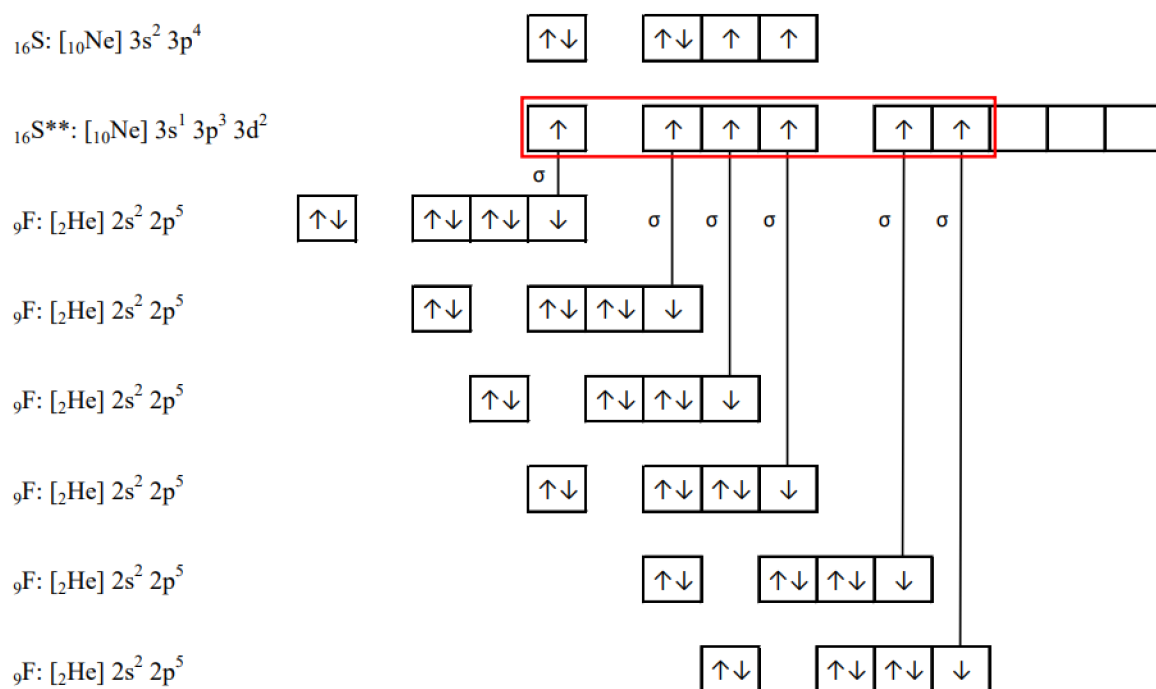 ₁₆S: [₁₀Ne] 3s² 3p⁴ ↑↓ ↑↓ ↑ ↑
₁₆S**: [₁₀Ne] 3s¹ 3p³ 3d² ↑ ↑ ↑ ↑ ↑ ↑
σ
₉F: [₂He] 2s² 2p⁵ ↑↓ ↑↓ ↑↓ ↓ σ σ σ σ σ
₉F: [₂He] 2s² 2p⁵ ↑↓ ↑↓ ↑↓ ↓
₉F: [₂He] 2s² 2p⁵ ↑↓ ↑↓ ↑↓ ↓
₉F: [₂He] 2s² 2p⁵ ↑↓ ↑↓ ↑↓ ↓
₉F: [₂He] 2s² 2p⁵ ↑↓ ↑↓ ↑↓ ↓
₉F: [₂He] 2s² 2p⁵ ↑↓ ↑↓ ↑↓ ↓